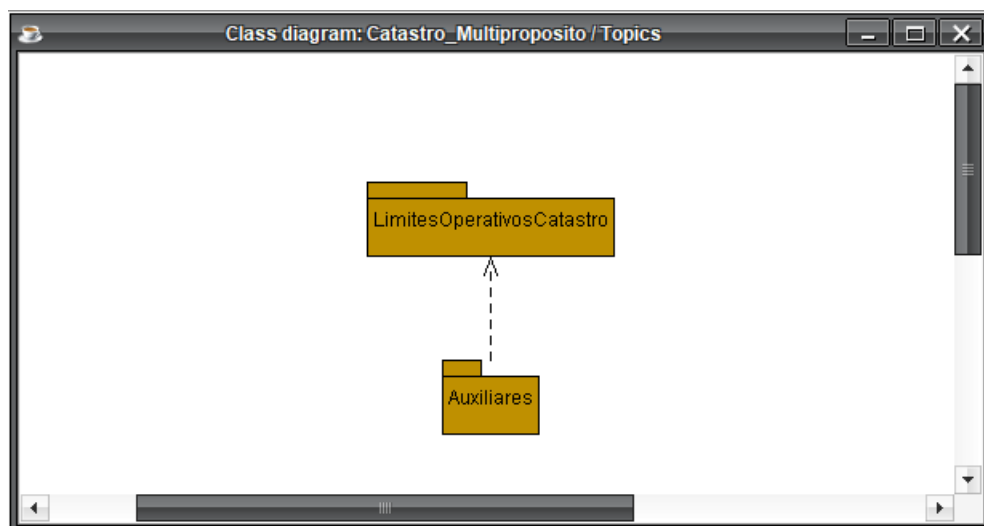 Class diagram: Catastro_Multiproposito / Topics
LimitesOperativosCatastro
Auxiliares